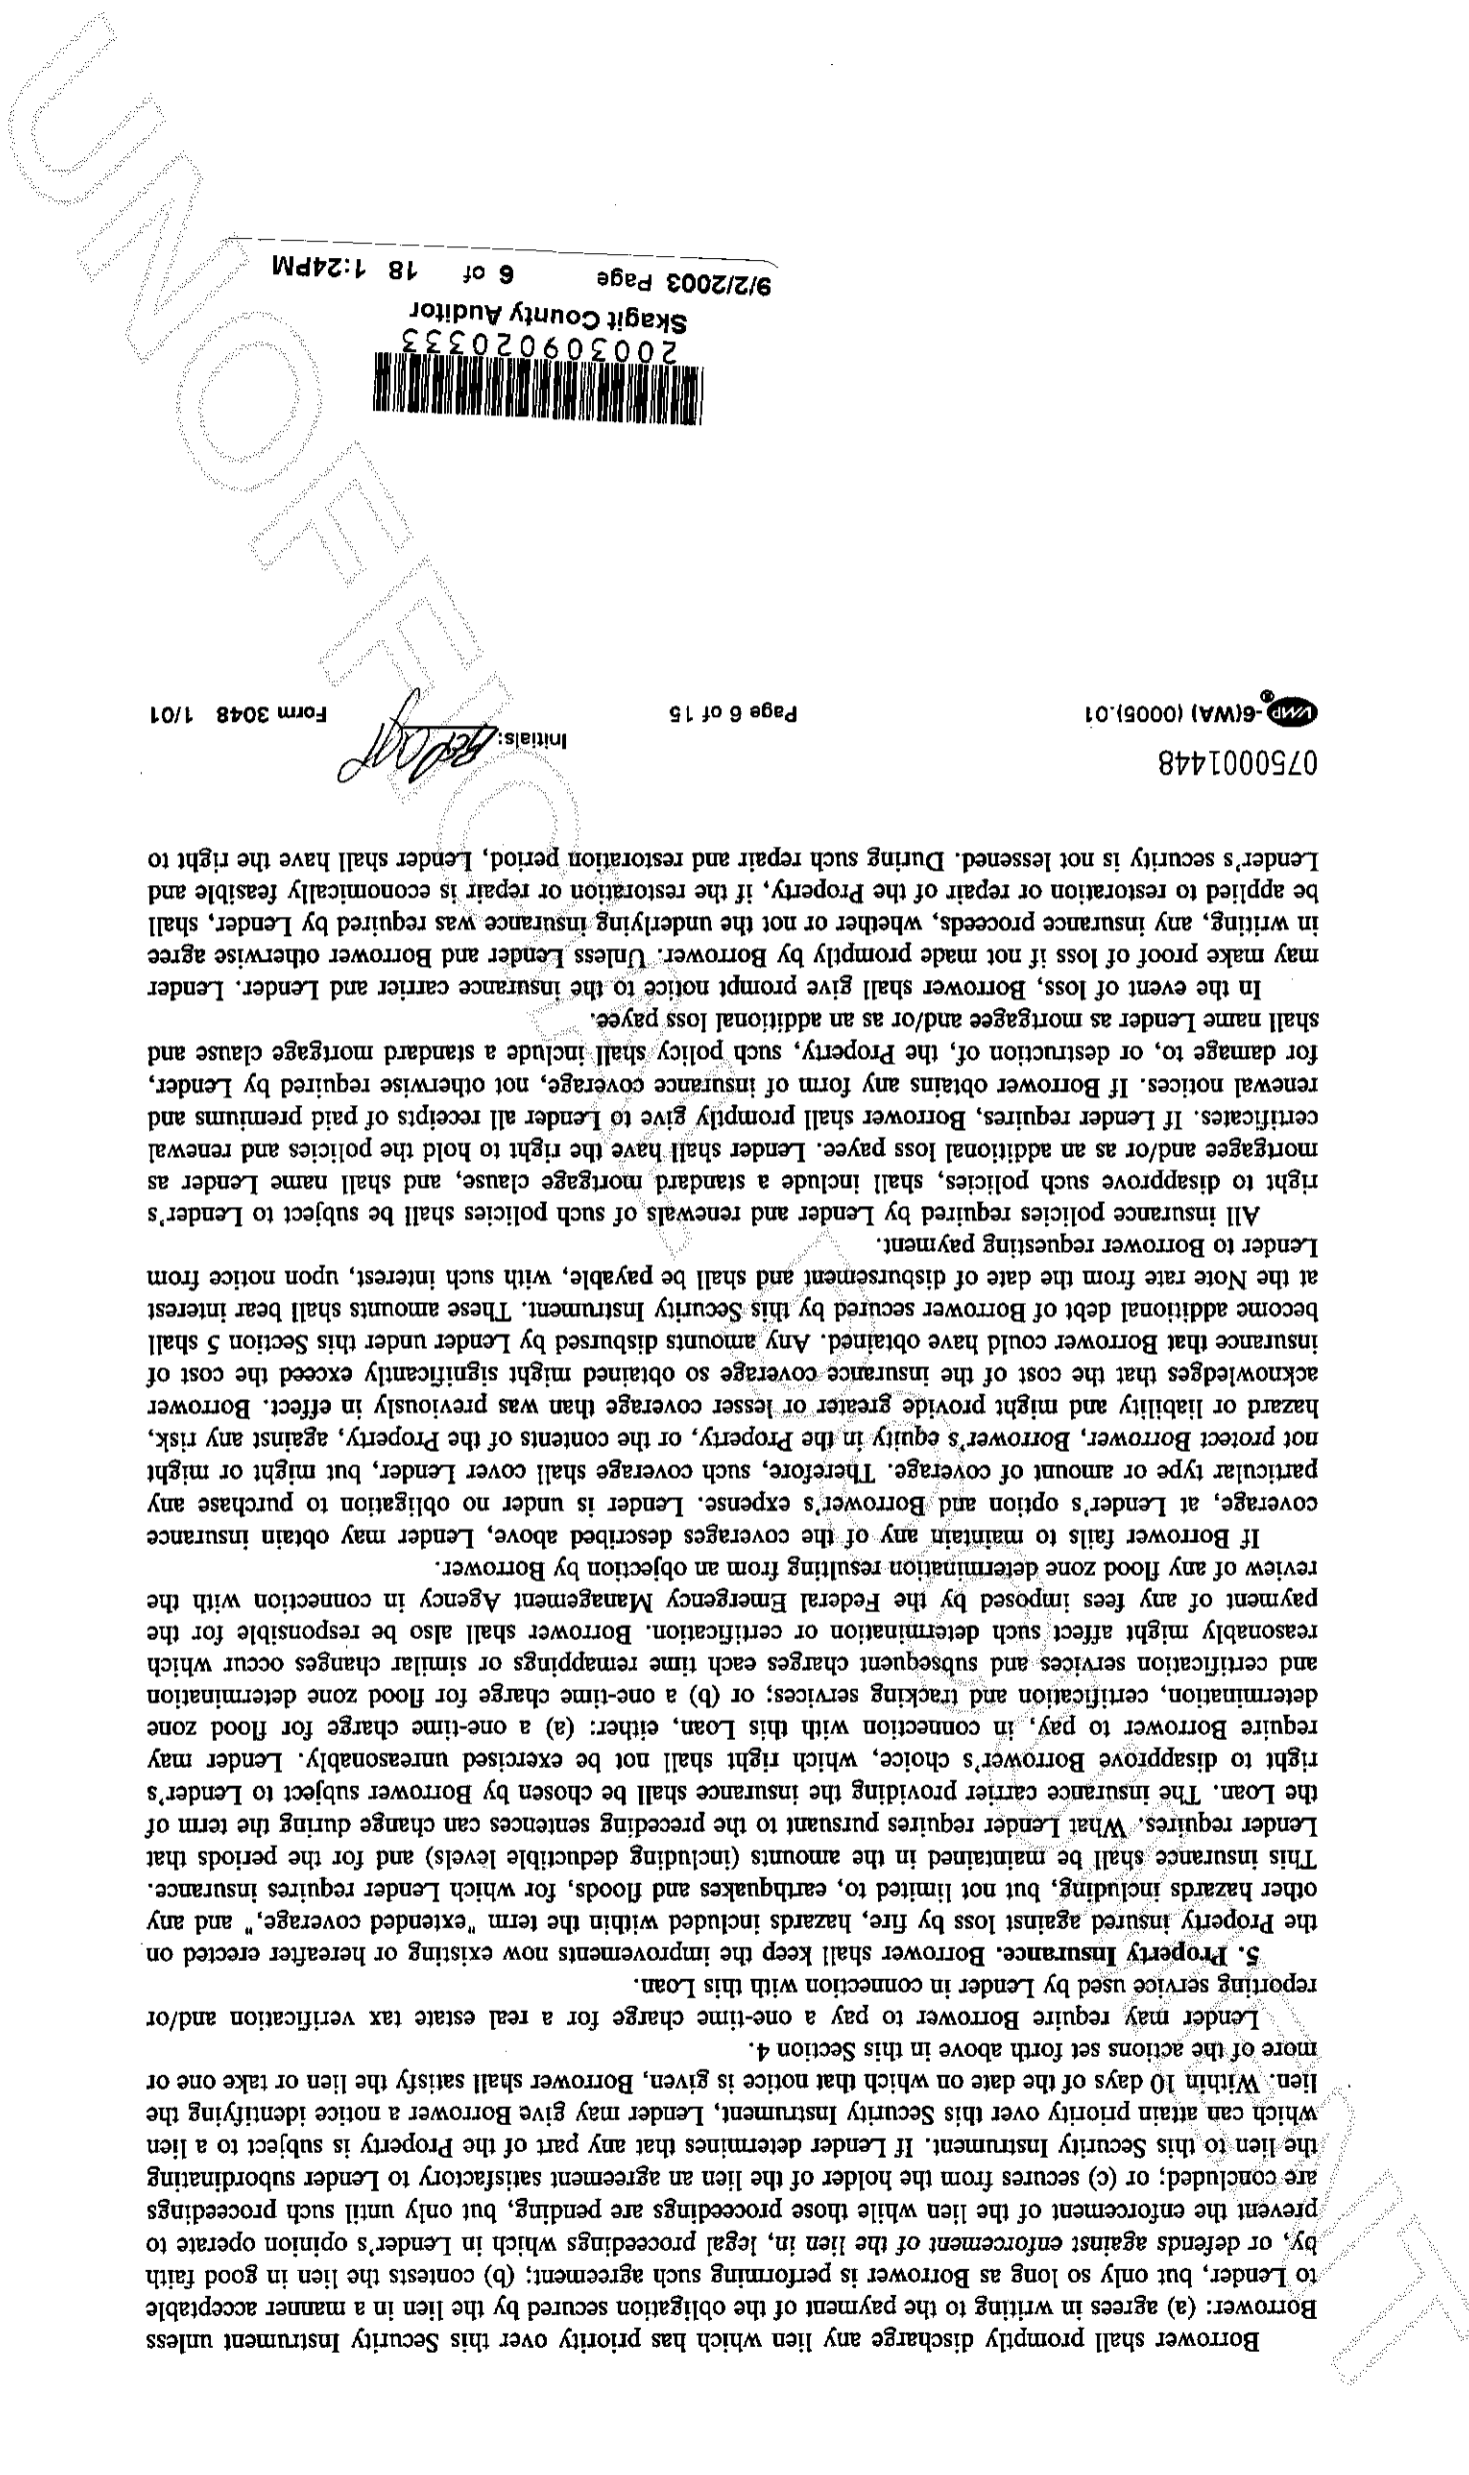 Borrower shall promptly discharge any lien which has priority over this Security Instrument unless
Borrower: (a) agrees in writing to the payment of the obligation secured by the lien in a manner acceptable
to Lender, but only so long as Borrower is performing such agreement; (b) contests the lien in good faith
by, or defends against enforcement of the lien in, legal proceedings which in Lender's opinion operate to
prevent the enforcement of the lien while those proceedings are pending, but only until such proceedings
are concluded; or (c) secures from the holder of the lien an agreement satisfactory to Lender subordinating
the lien to this Security Instrument. If Lender determines that any part of the Property is subject to a lien
which can attain priority over this Security Instrument, Lender may give Borrower a notice identifying the
lien. Within 10 days of the date on which that notice is given, Borrower shall satisfy the lien or take one or
more of the actions set forth above in this Section 4.
Lender may require Borrower to pay a one-time charge for a real estate tax verification and/or
reporting service used by Lender in connection with this Loan.
5. Property Insurance. Borrower shall keep the improvements now existing or hereafter erected on
the Property insured against loss by fire, hazards included within the term "extended coverage," and any
other hazards including, but not limited to, earthquakes and floods, for which Lender requires insurance.
This insurance shall be maintained in the amounts (including deductible levels) and for the periods that
Lender requires. What Lender requires pursuant to the preceding sentences can change during the term of
the Loan. The insurance carrier providing the insurance shall be chosen by Borrower subject to Lender's
right to disapprove Borrower's choice, which right shall not be exercised unreasonably. Lender may
require Borrower to pay, in connection with this Loan, either: (a) a one-time charge for flood zone
determination, certification and tracking services; or (b) a one-time charge for flood zone determination
and certification services and subsequent charges each time remappings or similar changes occur which
reasonably might affect such determination or certification. Borrower shall also be responsible for the
payment of any fees imposed by the Federal Emergency Management Agency in connection with the
review of any flood zone determination resulting from an objection by Borrower.
If Borrower fails to maintain any of the coverages described above, Lender may obtain insurance
coverage, at Lender's option and Borrower's expense. Lender is under no obligation to purchase any
particular type or amount of coverage. Therefore, such coverage shall cover Lender, but might or might
not protect Borrower, Borrower's equity in the Property, or the contents of the Property, against any risk,
hazard or liability and might provide greater or lesser coverage than was previously in effect. Borrower
acknowledges that the cost of the insurance coverage so obtained might significantly exceed the cost of
insurance that Borrower could have obtained. Any amounts disbursed by Lender under this Section 5 shall
become additional debt of Borrower secured by this Security Instrument. These amounts shall bear interest
at the Note rate from the date of disbursement and shall be payable, with such interest, upon notice from
Lender to Borrower requesting payment.
All insurance policies required by Lender and renewals of such policies shall be subject to Lender's
right to disapprove such policies, shall include a standard mortgage clause, and shall name Lender as
mortgagee and/or as an additional loss payee. Lender shall have the right to hold the policies and renewal
certificates. If Lender requires, Borrower shall promptly give to Lender all receipts of paid premiums and
renewal notices. If Borrower obtains any form of insurance coverage, not otherwise required by Lender,
for damage to, or destruction of, the Property, such policy shall include a standard mortgage clause and
shall name Lender as mortgagee and/or as an additional loss payee.
In the event of loss, Borrower shall give prompt notice to the insurance carrier and Lender. Lender
may make proof of loss if not made promptly by Borrower. Unless Lender and Borrower otherwise agree
in writing, any insurance proceeds, whether or not the underlying insurance was required by Lender, shall
be applied to restoration or repair of the Property, if the restoration or repair is economically feasible and
Lender's security is not lessened. During such repair and restoration period, Lender shall have the right to
0750001448
Initials:
VMP-6(WA) (0005).01 Page 6 of 15 Form 3048 1/01
200309020333
Skagit County Auditor
9/2/2003 Page 6 of 18 1:24PM
UNOFFICIAL DOCUMENT